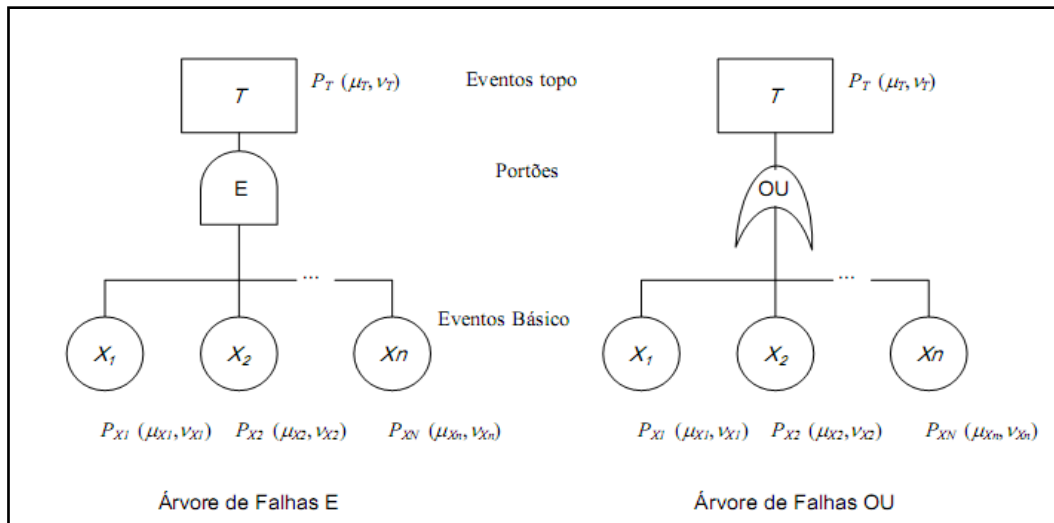 T
P_T (μ_T, ν_T)
Eventos topo
T
P_T (μ_T, ν_T)
Portões
E
OU
...
...
Eventos Básico
X₁
X₂
Xn
X₁
X₂
Xn
P_X1 (μ_X1, ν_X1)
P_X2 (μ_X2, ν_X2)
P_XN (μ_Xn, ν_Xn)
P_X1 (μ_X1, ν_X1)
P_X2 (μ_X2, ν_X2)
P_XN (μ_Xn, ν_Xn)
Árvore de Falhas E
Árvore de Falhas OU